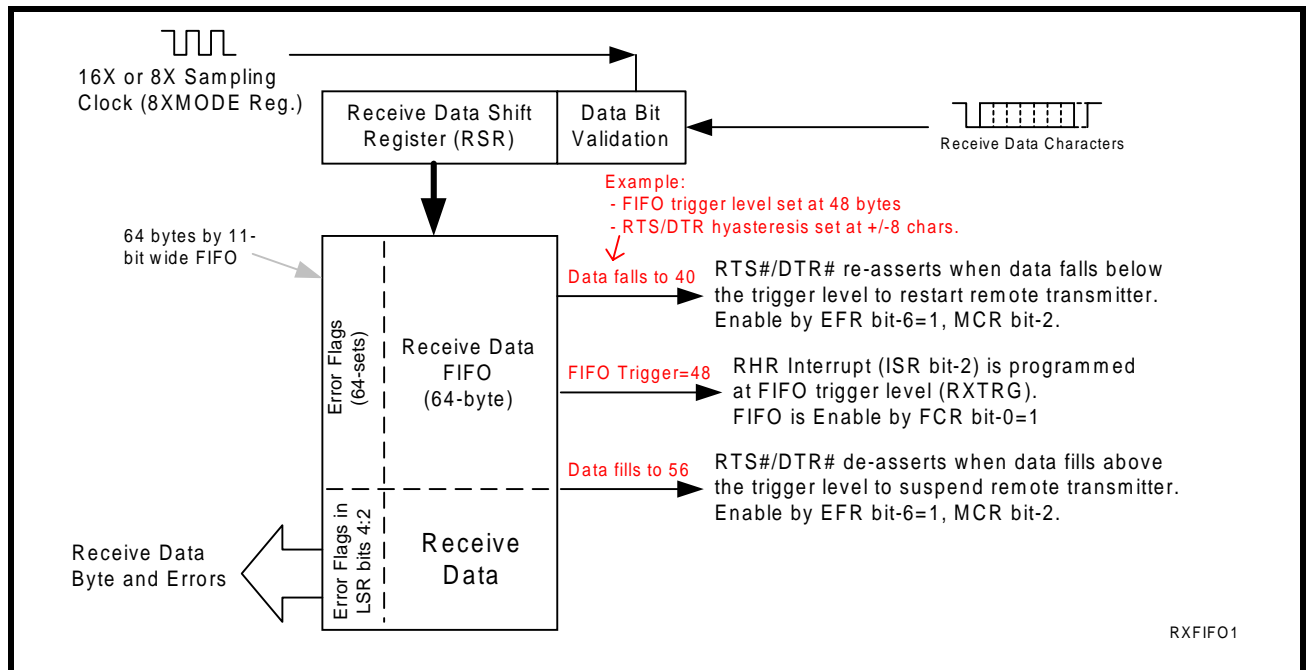 16X or 8X Sampling
Clock (8XMODE Reg.)
Receive Data Shift
Register (RSR)
Data Bit
Validation
Receive Data Characters
Example:
- FIFO trigger level set at 48 bytes
- RTS/DTR hyasteresis set at +/-8 chars.
64 bytes by 11-
bit wide FIFO
Error Flags
(64-sets)
Receive Data
FIFO
(64-byte)
Data falls to 40
RTS#/DTR# re-asserts when data falls below
the trigger level to restart remote transmitter.
Enable by EFR bit-6=1, MCR bit-2.
FIFO Trigger=48
RHR Interrupt (ISR bit-2) is programmed
at FIFO trigger level (RXTRG).
FIFO is Enable by FCR bit-0=1
Data fills to 56
RTS#/DTR# de-asserts when data fills above
the trigger level to suspend remote transmitter.
Enable by EFR bit-6=1, MCR bit-2.
Error Flags in
LSR bits 4:2
Receive
Data
Receive Data
Byte and Errors
RXFIFO1